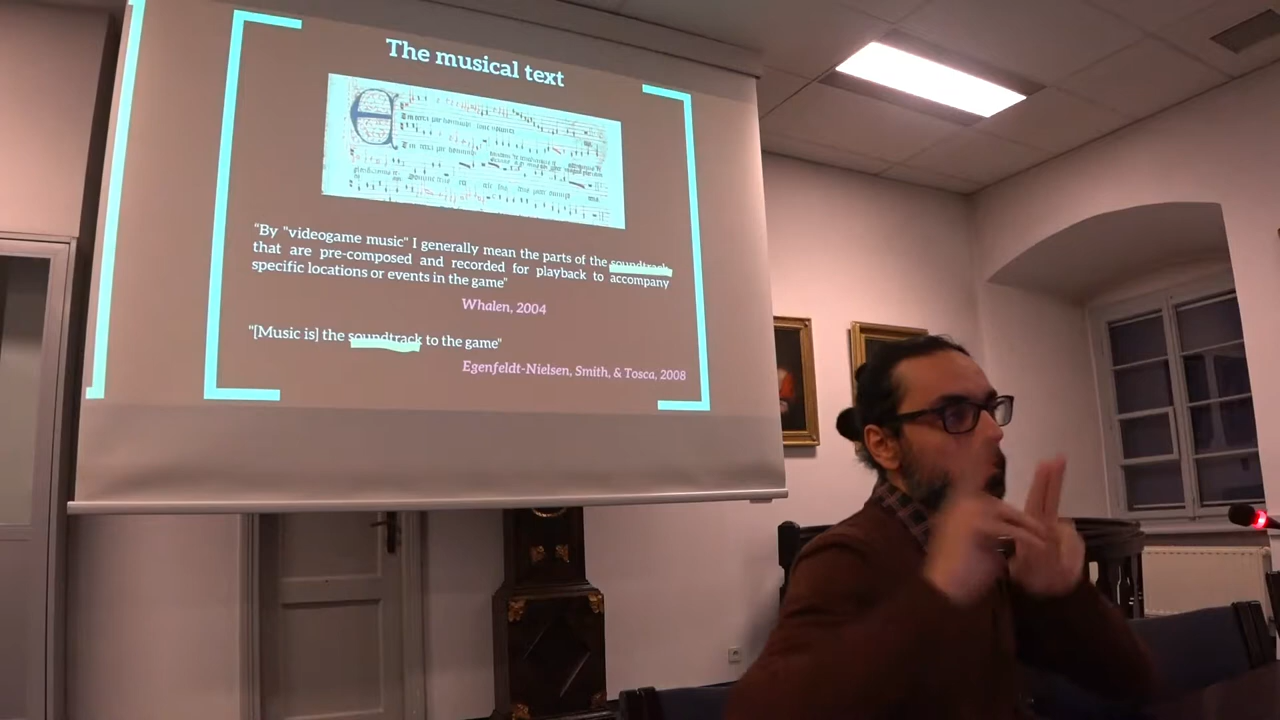 The musical text
"By "videogame music" I generally mean the parts of the soundtrack
that are pre-composed and recorded for playback to accompany
specific locations or events in the game"
Whalen, 2004
"[Music is] the soundtrack to the game"
Egenfeldt-Nielsen, Smith, & Tosca, 2008